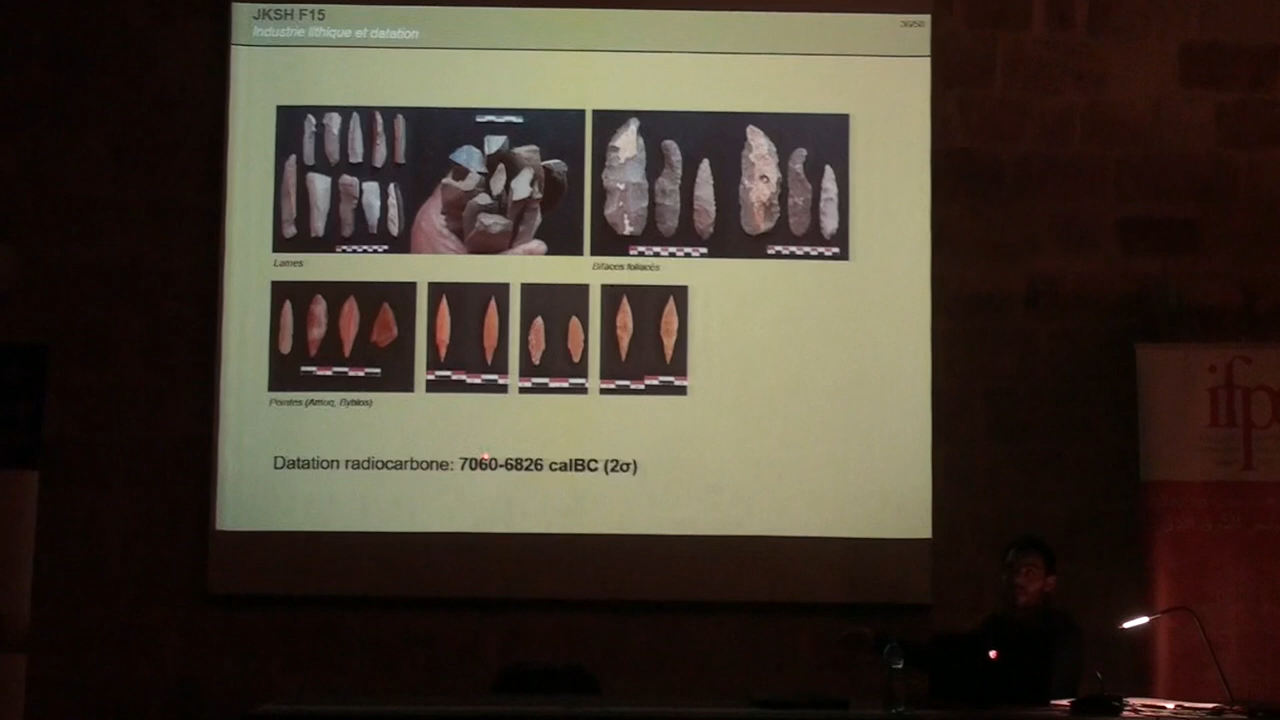 JKSH F15
Industrie lithique et datation
Lames
Bifaces foliacés
Pointes (Amuq, Byblos)
Datation radiocarbone: 7060-6826 calBC (2σ)
ifp